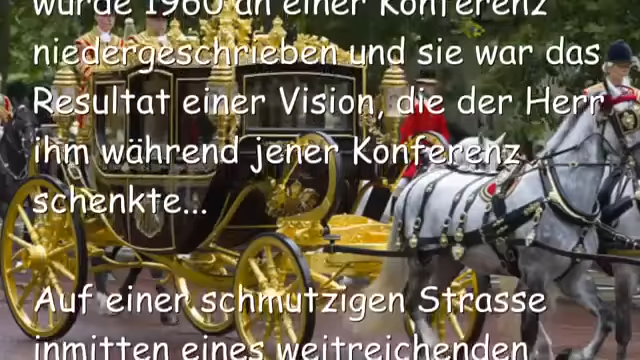 wurde 1960 an einer Konferenz
niedergeschrieben und sie war das
Resultat einer Vision, die der Herr
ihm während jener Konferenz
schenkte...
Auf einer schmutzigen Strasse
inmitten eines weitreichenden